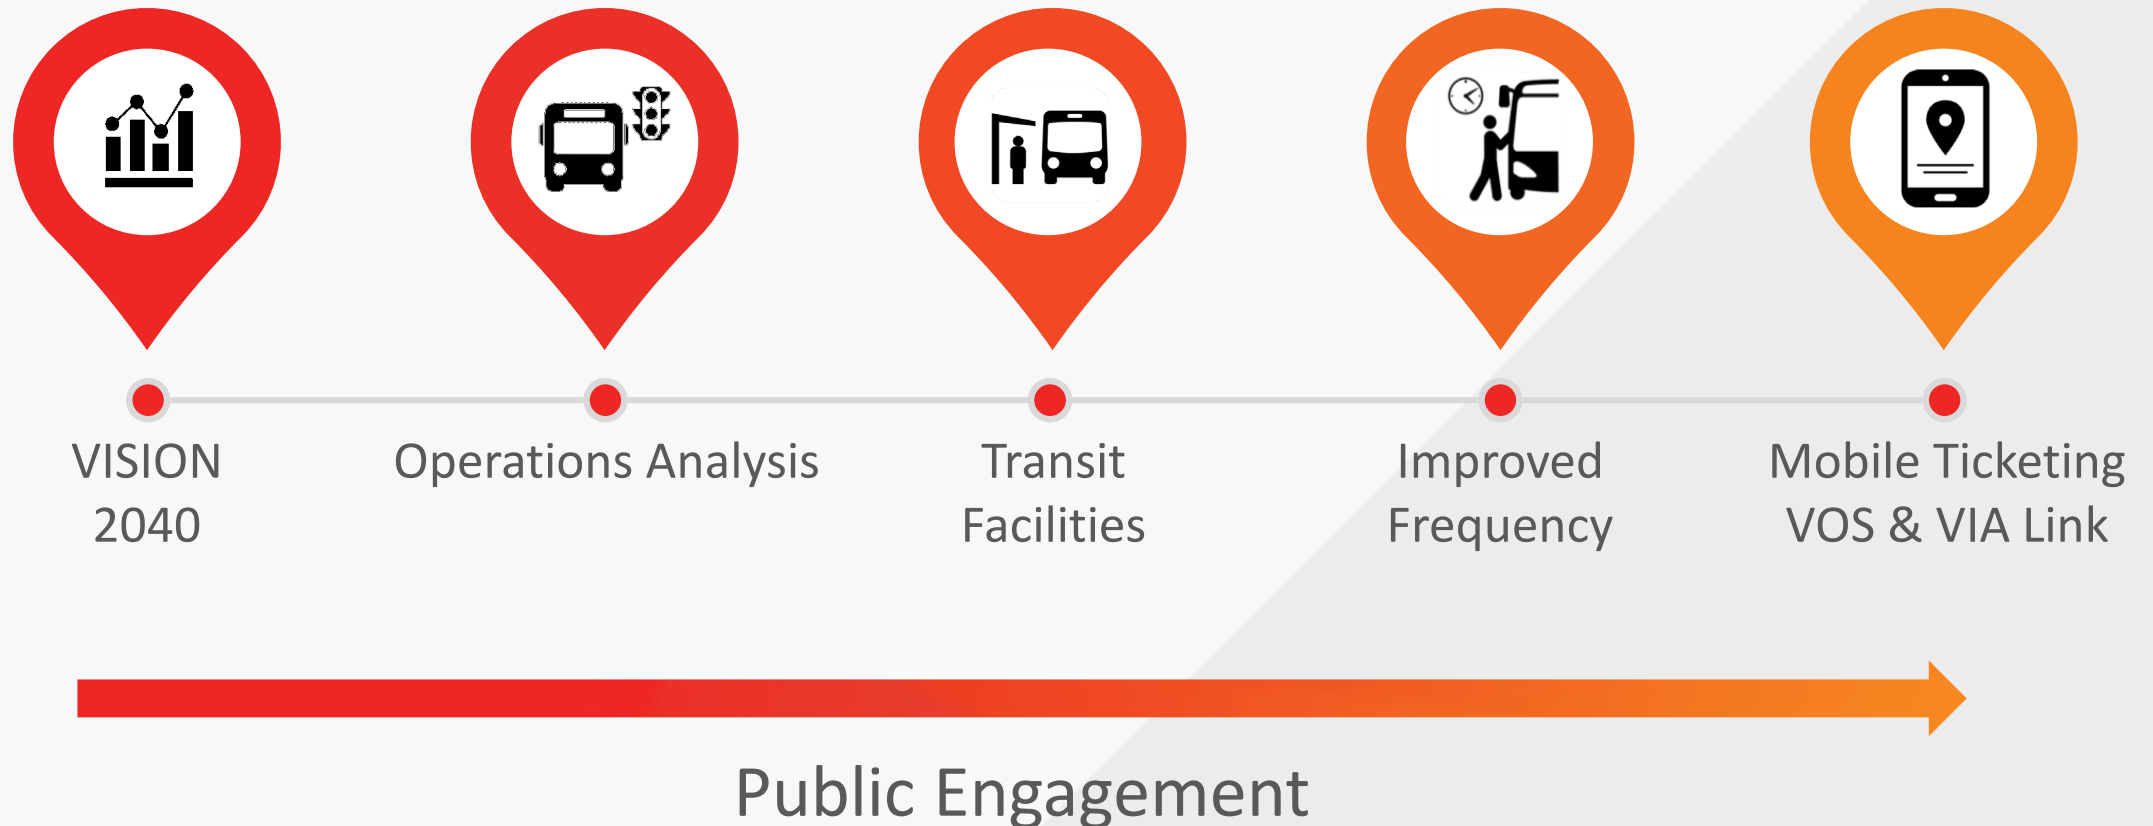 VISION
2040
Operations Analysis
Transit
Facilities
Improved
Frequency
Mobile Ticketing
VOS & VIA Link
Public Engagement